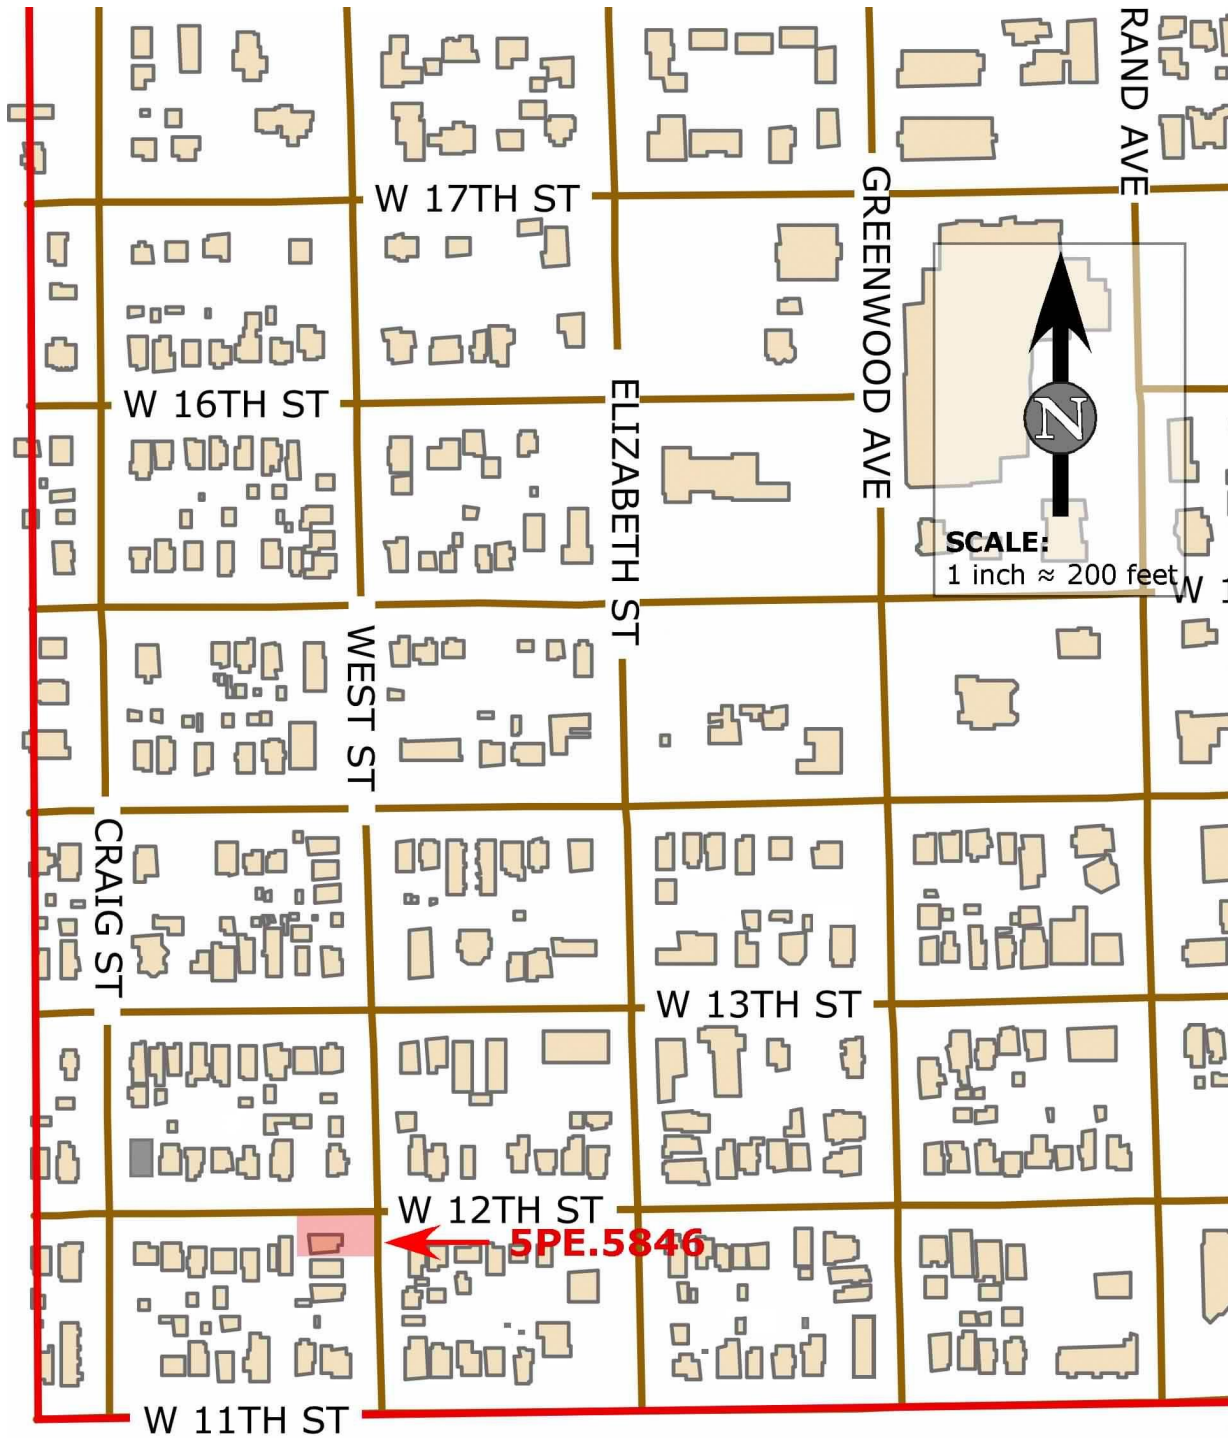 RAND AVE
W 17TH ST
GREENWOOD AVE
W 16TH ST
ELIZABETH ST
N
SCALE:
1 inch ≈ 200 feet
W 1
WEST ST
CRAIG ST
W 13TH ST
W 12TH ST
5PE.5846
W 11TH ST